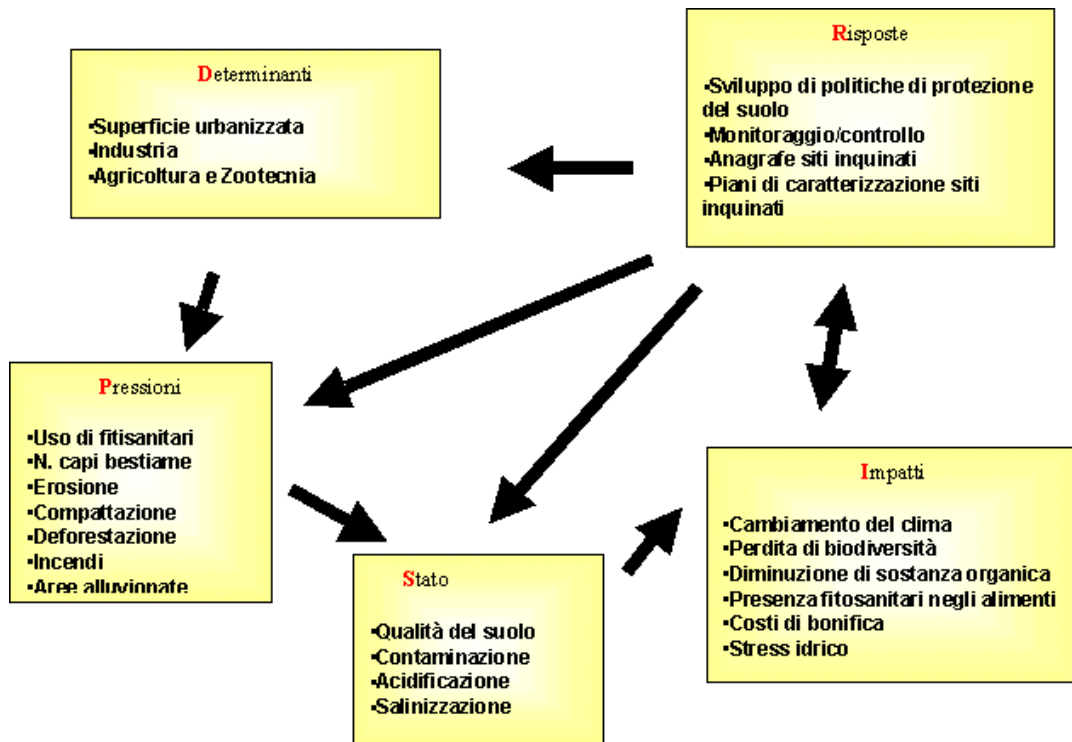 Determinanti
•Superficie urbanizzata
•Industria
•Agricoltura e Zootecnia
Risposte
•Sviluppo di politiche di protezione
del suolo
•Monitoraggio/controllo
•Anagrafe siti inquinati
•Piani di caratterizzazione siti
inquinati
Pressioni
•Uso di fitisanitari
•N. capi bestiame
•Erosione
•Compattazione
•Deforestazione
•Incendi
•Aree alluvionate
Stato
•Qualità del suolo
•Contaminazione
•Acidificazione
•Salinizzazione
Impatti
•Cambiamento del clima
•Perdita di biodiversità
•Diminuzione di sostanza organica
•Presenza fitosanitari negli alimenti
•Costi di bonifica
•Stress idrico